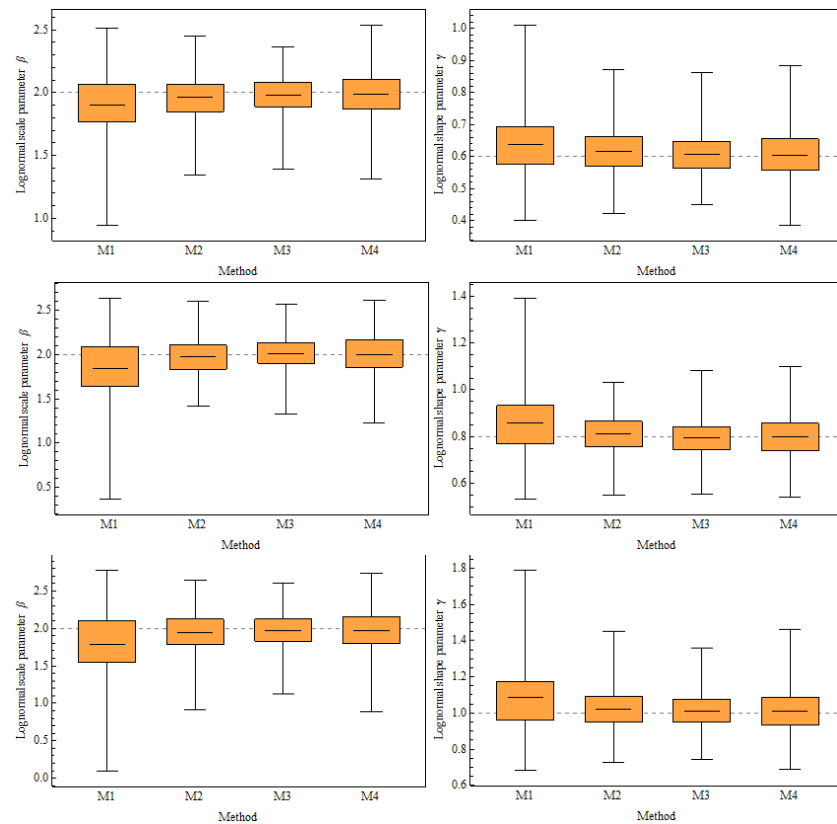 Lognormal scale parameter β
2.5
2.0
1.5
1.0
M1 M2 M3 M4
Method
Lognormal shape parameter γ
1.0
0.9
0.8
0.7
0.6
0.5
0.4
M1 M2 M3 M4
Method
Lognormal scale parameter β
2.5
2.0
1.5
1.0
0.5
M1 M2 M3 M4
Method
Lognormal shape parameter γ
1.4
1.2
1.0
0.8
0.6
M1 M2 M3 M4
Method
Lognormal scale parameter β
2.5
2.0
1.5
1.0
0.5
0.0
M1 M2 M3 M4
Method
Lognormal shape parameter γ
1.8
1.6
1.4
1.2
1.0
0.8
0.6
M1 M2 M3 M4
Method